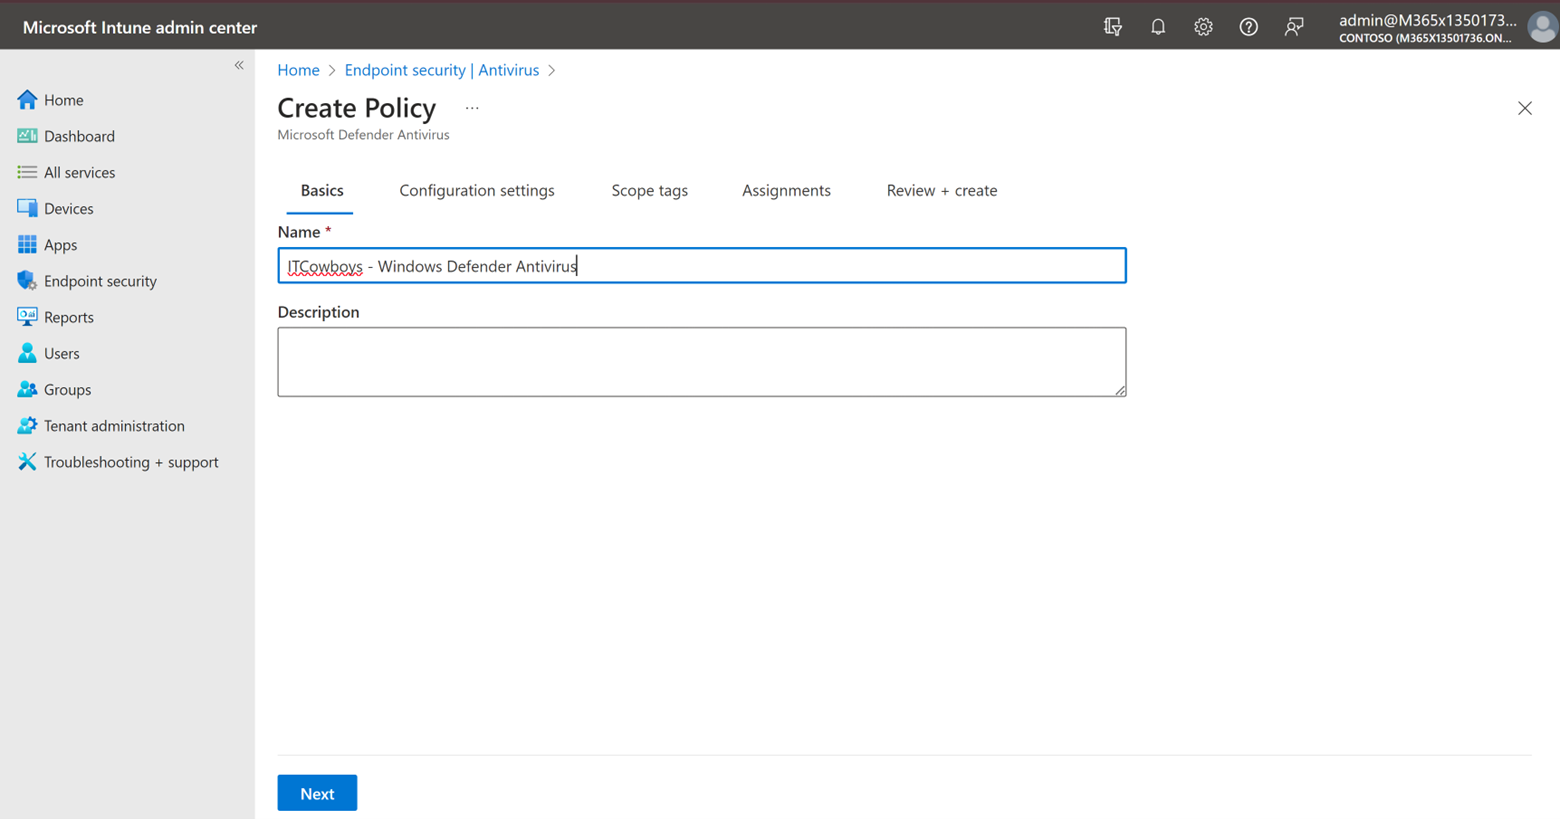 Microsoft Intune admin center
admin@M365x1350173...
CONTOSO (M365X13501736.ON...
«
Home
Dashboard
All services
Devices
Apps
Endpoint security
Reports
Users
Groups
Tenant administration
Troubleshooting + support
Home > Endpoint security | Antivirus >
Create Policy ...
Microsoft Defender Antivirus
Basics Configuration settings Scope tags Assignments Review + create
Name *
ITCowboys - Windows Defender Antivirus
Description
Next